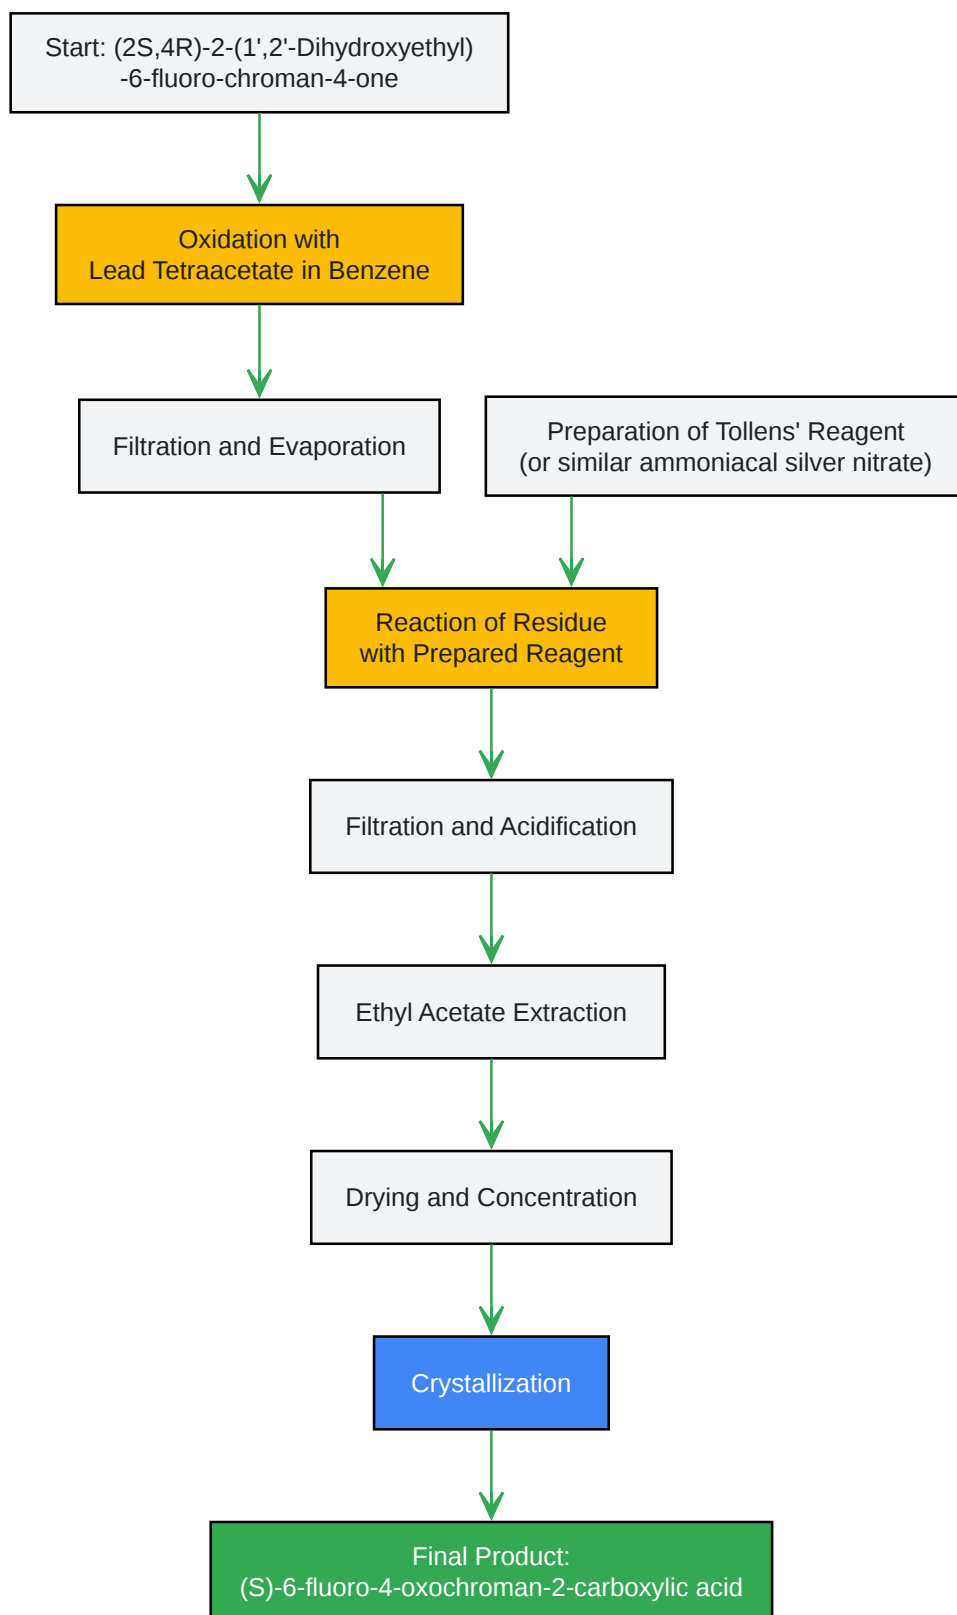 Start: (2S,4R)-2-(1',2'-Dihydroxyethyl)
-6-fluoro-chroman-4-one
Oxidation with
Lead Tetraacetate in Benzene
Filtration and Evaporation
Preparation of Tollens' Reagent
(or similar ammoniacal silver nitrate)
Reaction of Residue
with Prepared Reagent
Filtration and Acidification
Ethyl Acetate Extraction
Drying and Concentration
Crystallization
Final Product:
(S)-6-fluoro-4-oxochroman-2-carboxylic acid